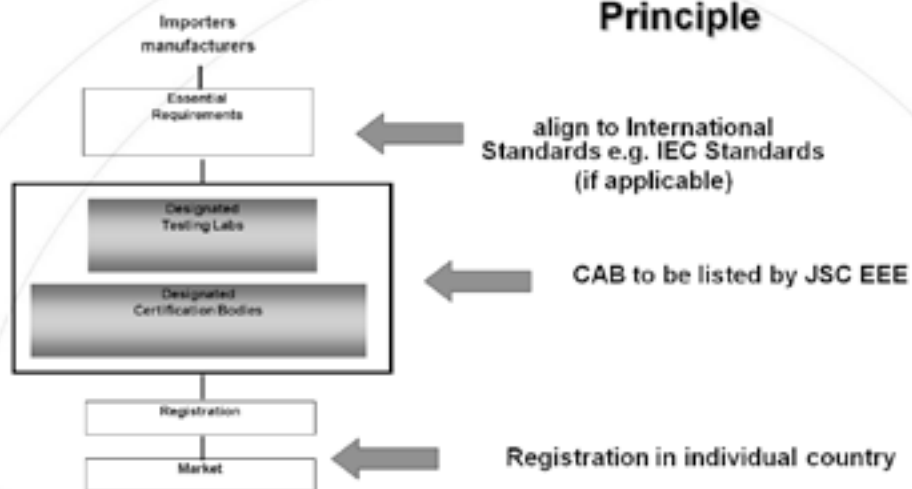 Principle
Importers
manufacturers
Essential
Requirements
align to International
Standards e.g. IEC Standards
(if applicable)
Designated
Testing Labs
CAB to be listed by JSC EEE
Designated
Certification Bodies
Registration
Market
Registration in individual country